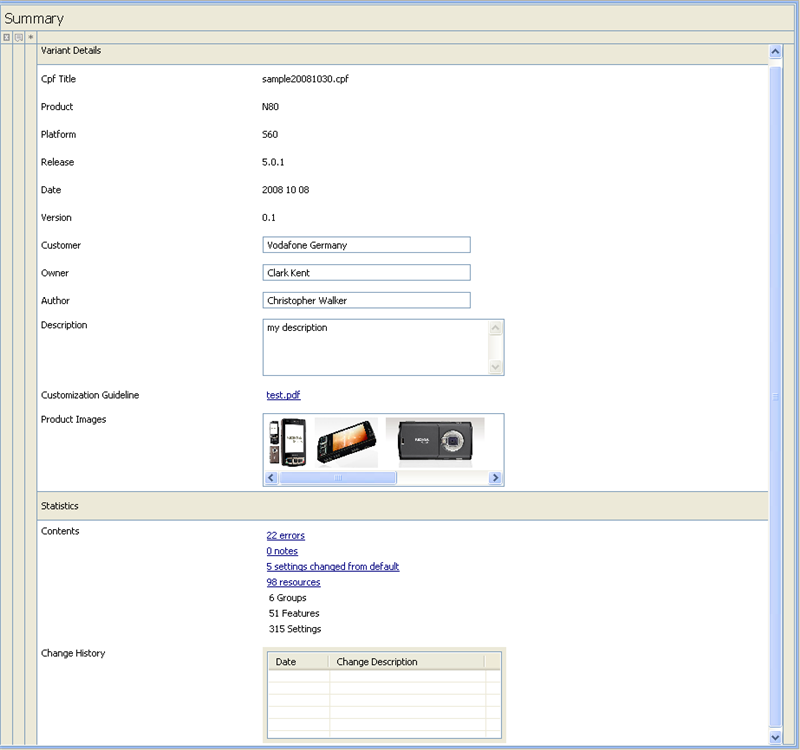 Summary
*
Variant Details
Cpf Title sample20081030.cpf
Product N80
Platform S60
Release 5.0.1
Date 2008 10 08
Version 0.1
Customer Vodafone Germany
Owner Clark Kent
Author Christopher Walker
Description my description
Customization Guideline test.pdf
Product Images
NOKIA
Statistics
Contents 22 errors
0 notes
5 settings changed from default
98 resources
6 Groups
51 Features
315 Settings
Change History
Date Change Description